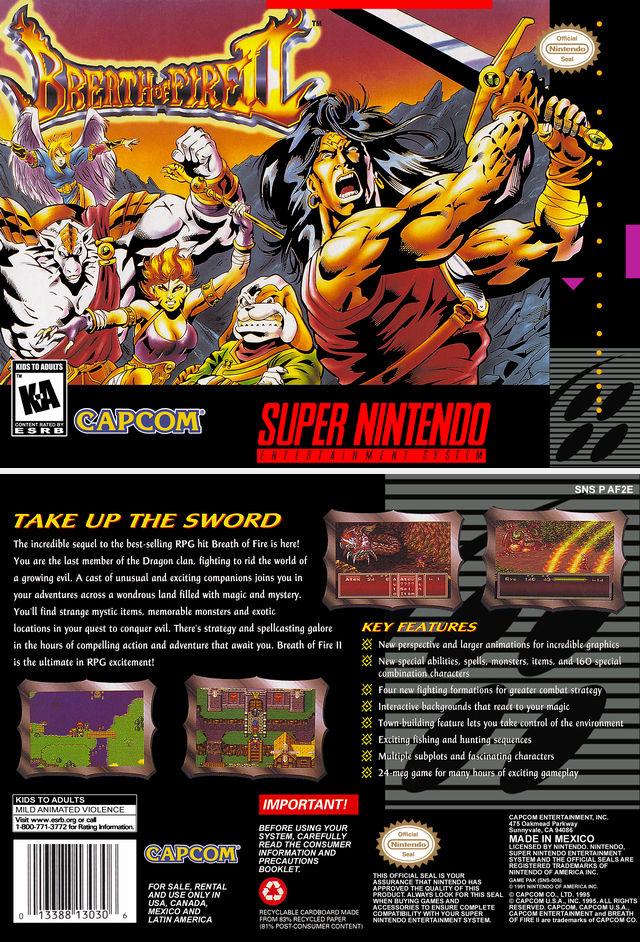 BREATH OF FIRE II
TM
Official
Nintendo
Seal
KIDS TO ADULTS
TM
K-A
CONTENT RATED BY
ESRB
CAPCOM®
SUPER NINTENDO
ENTERTAINMENT SYSTEM
SNS P AF2E
TAKE UP THE SWORD
The incredible sequel to the best-selling RPG hit Breath of Fire is here!
You are the last member of the Dragon clan, fighting to rid the world of
a growing evil. A cast of unusual and exciting companions joins you in
your adventures across a wondrous land filled with magic and mystery.
You'll find strange mystic items, memorable monsters and exotic
locations in your quest to conquer evil. There's strategy and spellcasting galore
in the hours of compelling action and adventure that await you. Breath of Fire II
is the ultimate in RPG excitement!
KEY FEATURES
New perspective and larger animations for incredible graphics
New special abilities, spells, monsters, items, and 160 special
combination characters
Four new fighting formations for greater combat strategy
Interactive backgrounds that react to your magic
Town-building feature lets you take control of the environment
Exciting fishing and hunting sequences
Multiple subplots and fascinating characters
24-meg game for many hours of exciting gameplay
KIDS TO ADULTS
MILD ANIMATED VIOLENCE
Visit www.esrb.org or call
1-800-771-3772 for Rating Information.
0 13388 13030 6
CAPCOM®
FOR SALE, RENTAL
AND USE ONLY IN
USA, CANADA,
MEXICO AND
LATIN AMERICA
IMPORTANT!
BEFORE USING YOUR
SYSTEM, CAREFULLY
READ THE CONSUMER
INFORMATION AND
PRECAUTIONS
BOOKLET.
RECYCLABLE CARDBOARD MADE
FROM 83% RECYCLED PAPER
(81% POST-CONSUMER CONTENT)
Official
Nintendo
Seal
THIS OFFICIAL SEAL IS YOUR
ASSURANCE THAT NINTENDO HAS
APPROVED THE QUALITY OF THIS
PRODUCT. ALWAYS LOOK FOR THIS SEAL
WHEN BUYING GAMES AND
ACCESSORIES TO ENSURE COMPLETE
COMPATIBILITY WITH YOUR SUPER
NINTENDO ENTERTAINMENT SYSTEM.
CAPCOM ENTERTAINMENT, INC.
475 Oakmead Parkway
Sunnyvale, CA 94086
MADE IN MEXICO
LICENSED BY NINTENDO. NINTENDO,
SUPER NINTENDO ENTERTAINMENT
SYSTEM AND THE OFFICIAL SEALS ARE
REGISTERED TRADEMARKS OF
NINTENDO OF AMERICA INC.
GAME PAK (SNS-006)
© 1991 NINTENDO OF AMERICA INC.
© CAPCOM CO., LTD. 1995
© CAPCOM U.S.A., INC. 1995. ALL RIGHTS
RESERVED. CAPCOM, CAPCOM U.S.A.,
CAPCOM ENTERTAINMENT and BREATH
OF FIRE II are trademarks of CAPCOM CO.